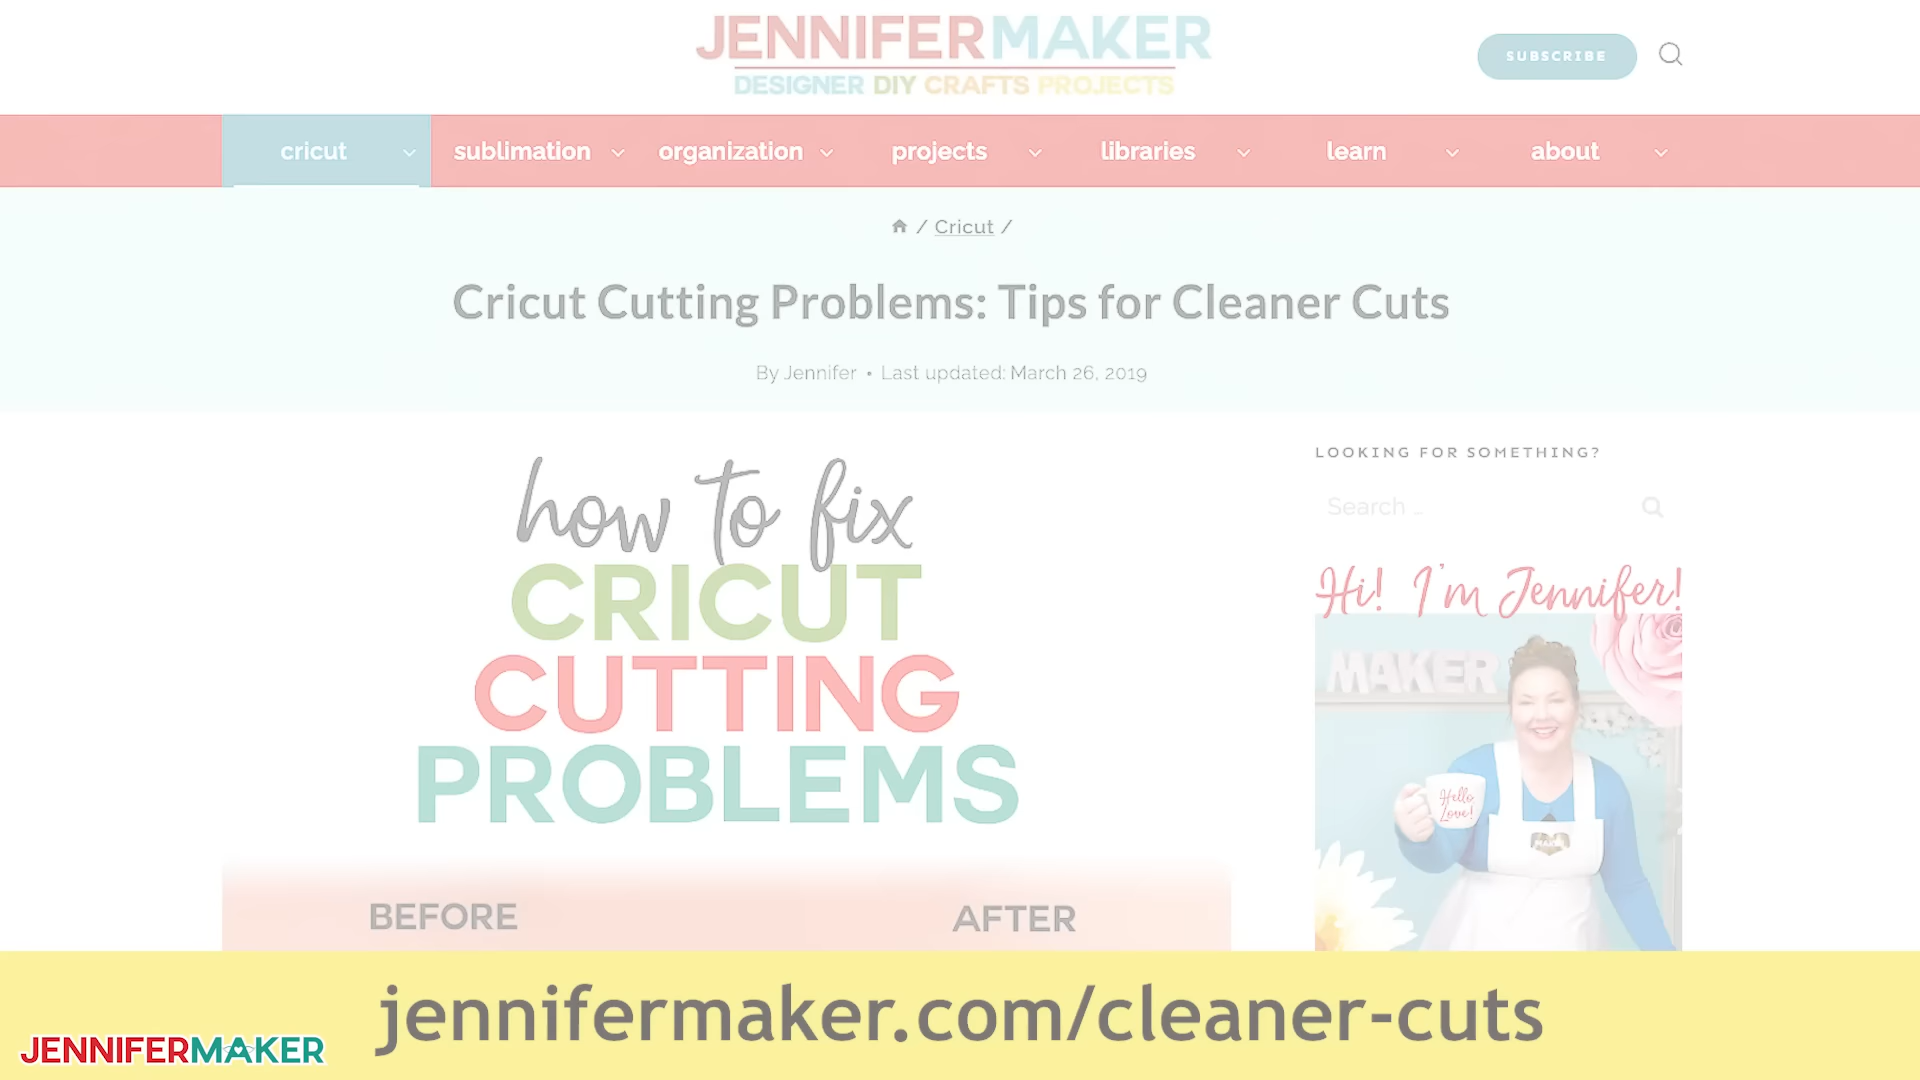 JENNIFERMAKER
DESIGNER DIY CRAFTS PROJECTS
SUBSCRIBE
cricut
sublimation
organization
projects
libraries
learn
about
/ Cricut /
Cricut Cutting Problems: Tips for Cleaner Cuts
By Jennifer • Last updated: March 26, 2019
how to fix
CRICUT
CUTTING
PROBLEMS
BEFORE
AFTER
LOOKING FOR SOMETHING?
Search ...
Hi! I'm Jennifer!
MAKER
Hello
Love!
MAKER
jennifermaker.com/cleaner-cuts
JENNIFERMAKER